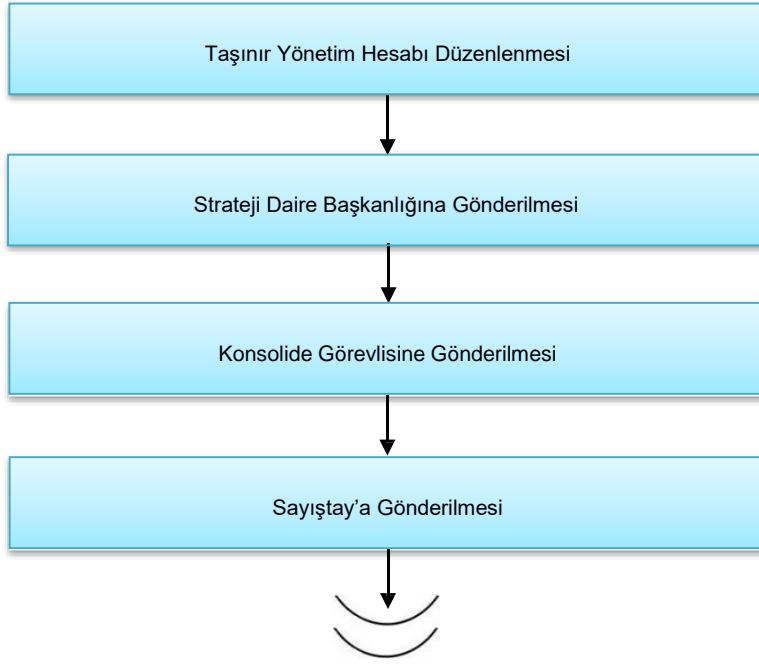 Taşınır Yönetim Hesabı Düzenlenmesi
Strateji Daire Başkanlığına Gönderilmesi
Konsolide Görevlisine Gönderilmesi
Sayıştay’a Gönderilmesi